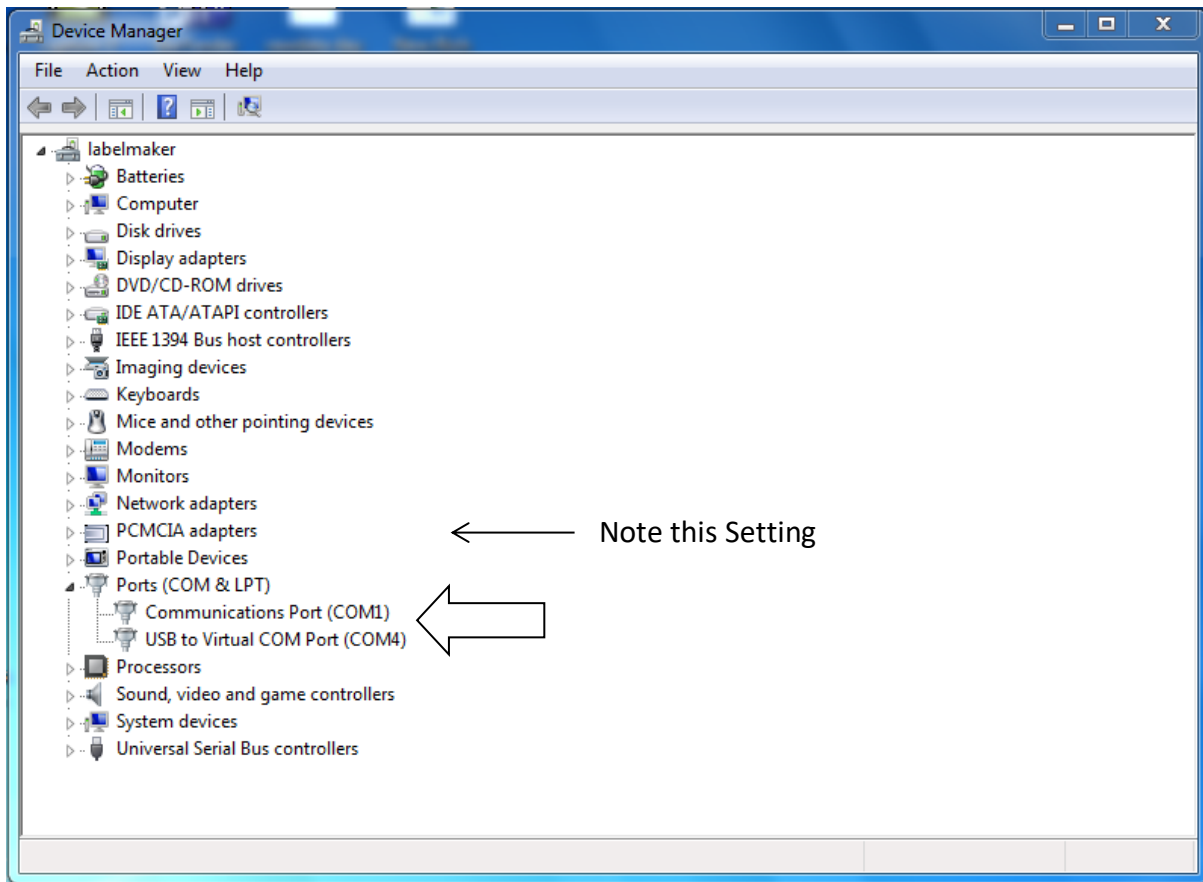 Device Manager
X
File Action View Help
?
labelmaker
Batteries
Computer
Disk drives
Display adapters
DVD/CD-ROM drives
IDE ATA/ATAPI controllers
IEEE 1394 Bus host controllers
Imaging devices
Keyboards
Mice and other pointing devices
Modems
Monitors
Network adapters
PCMCIA adapters Note this Setting
Portable Devices
Ports (COM & LPT)
Communications Port (COM1)
USB to Virtual COM Port (COM4)
Processors
Sound, video and game controllers
System devices
Universal Serial Bus controllers